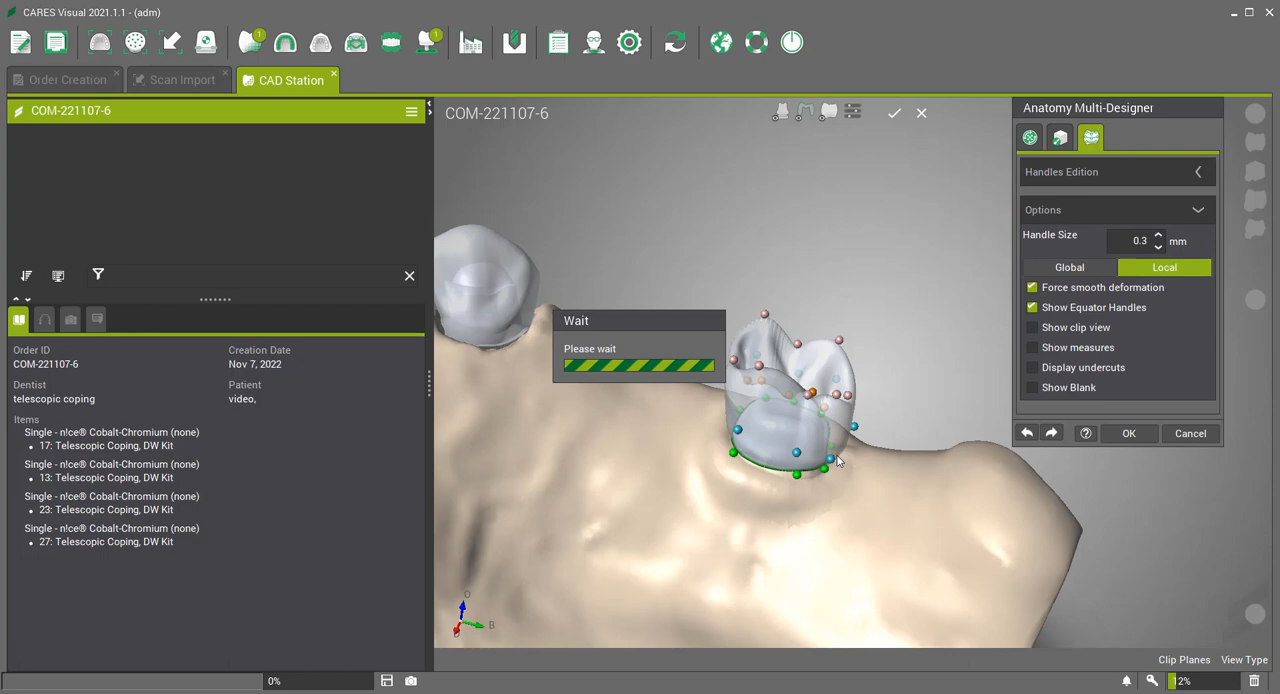 CARES Visual 2021.1.1 - (adm)
1
1
Order Creation
Scan Import
CAD Station
COM-221107-6
COM-221107-6
Anatomy Multi-Designer
Handles Edition
Options
Handle Size
0.3
mm
Global
Local
Force smooth deformation
Show Equator Handles
Show clip view
Show measures
Display undercuts
Show Blank
OK
Cancel
Wait
Please wait
Order ID
Creation Date
COM-221107-6
Nov 7, 2022
Dentist
Patient
telescopic coping
video,
Items
Single - n!ce® Cobalt-Chromium (none)
• 17: Telescopic Coping, DW Kit
Single - n!ce® Cobalt-Chromium (none)
• 13: Telescopic Coping, DW Kit
Single - n!ce® Cobalt-Chromium (none)
• 23: Telescopic Coping, DW Kit
Single - n!ce® Cobalt-Chromium (none)
• 27: Telescopic Coping, DW Kit
O
B
Clip Planes
View Type
0%
12%